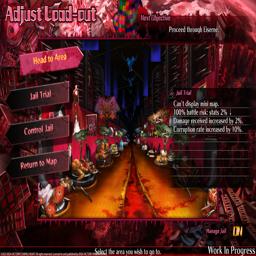 Adjust Load-out
Next Objective
Proceed through Eiserne.
Head to Area
Jail Trial
Control Jail
Return to Map
Jail Trial
Can't display mini map.
100% battle risk: stats 2% ↓
Damage received increased by 2%.
Corruption rate increased by 10%.
Manage Jail ON
Select the area you wish to go to.
Work In Progress